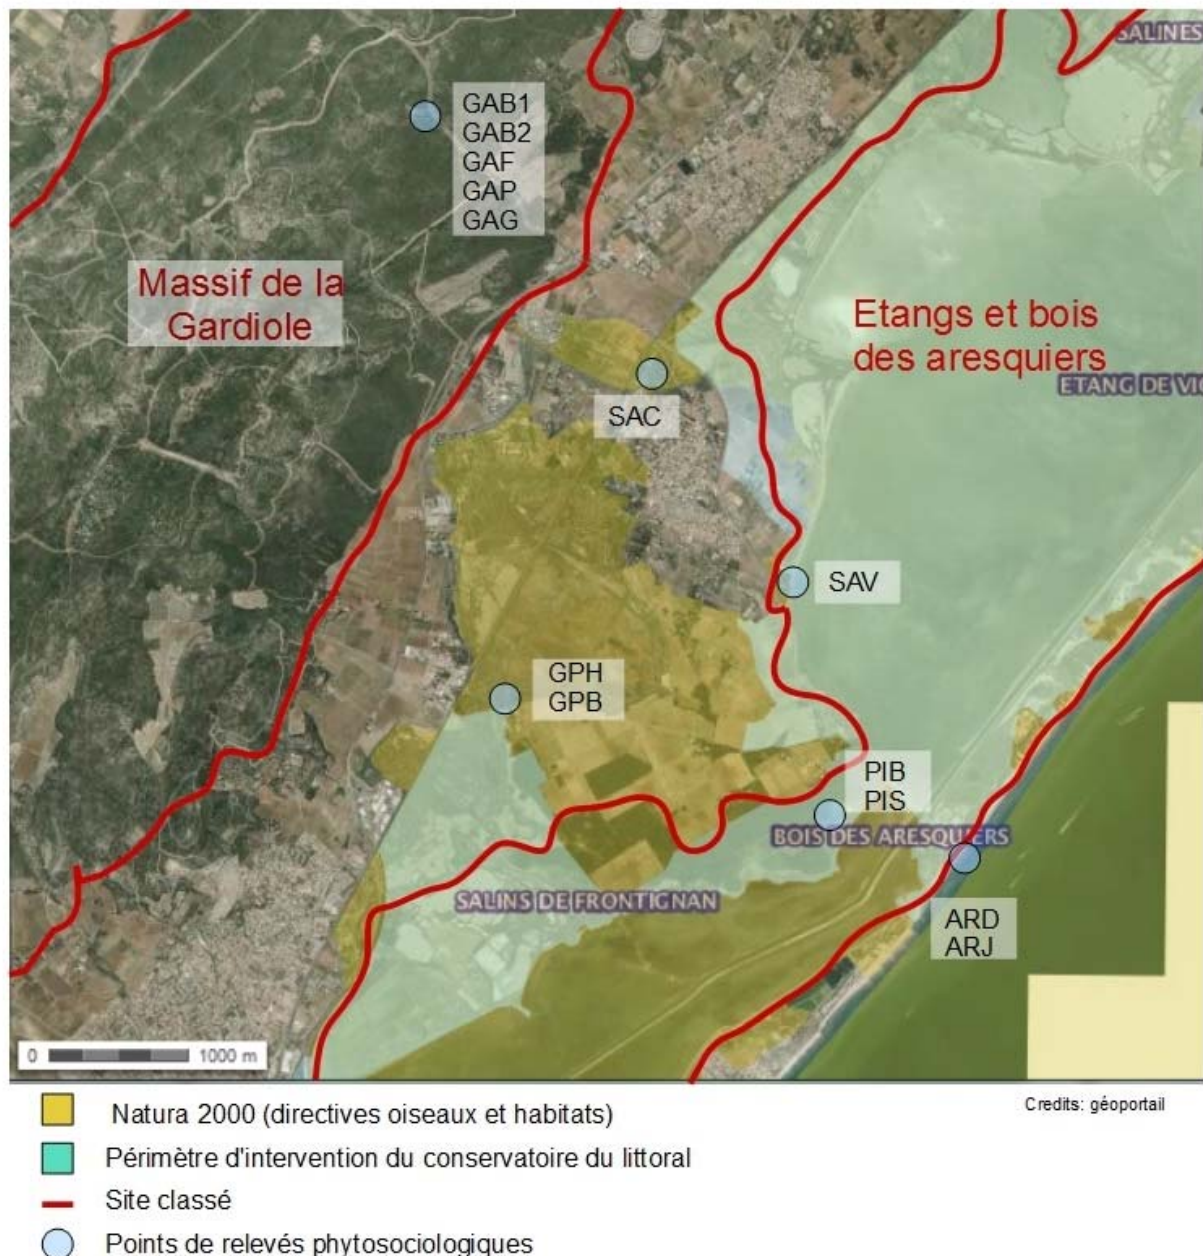 SALINES
GAB1
GAB2
GAF
GAP
GAG
Massif de la
Gardiole
Etangs et bois
des aresquiers
ETANG DE VIC
SAC
SAV
GPH
GPB
PIB
PIS
BOIS DES ARESQUIERS
SALINS DE FRONTIGNAN
ARD
ARJ
0 1000 m
Credits: géoportail
Natura 2000 (directives oiseaux et habitats)
Périmètre d'intervention du conservatoire du littoral
Site classé
Points de relevés phytosociologiques